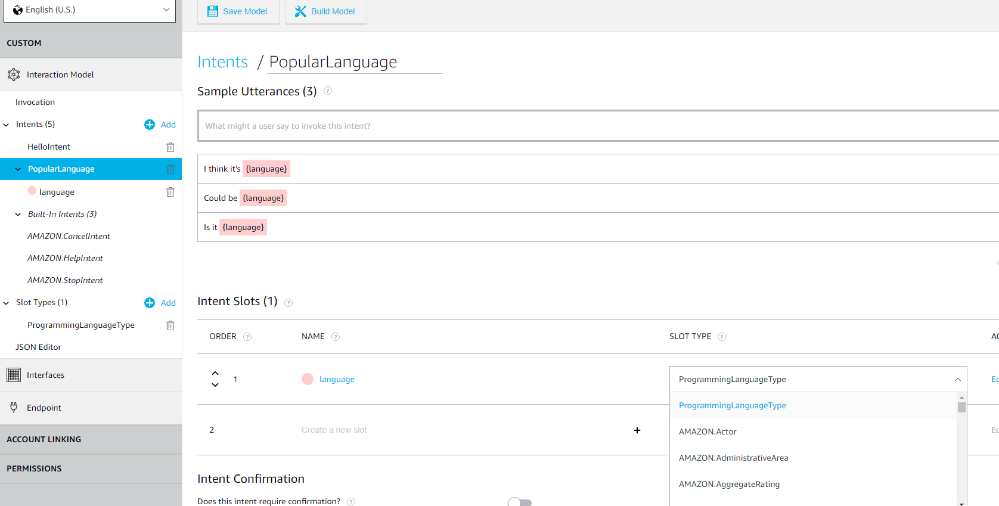 English (U.S.)
Save Model
Build Model
CUSTOM
Interaction Model
Invocation
Intents (5)
Add
HelloIntent
PopularLanguage
language
Built-In Intents (3)
AMAZON.CancelIntent
AMAZON.HelpIntent
AMAZON.StopIntent
Slot Types (1)
Add
ProgrammingLanguageType
JSON Editor
Interfaces
Endpoint
ACCOUNT LINKING
PERMISSIONS
Intents / PopularLanguage
Sample Utterances (3) ?
What might a user say to invoke this intent?
I think it's {language}
Could be {language}
Is it {language}
Intent Slots (1) ?
ORDER ? NAME ? SLOT TYPE ?
1 language ProgrammingLanguageType
ProgrammingLanguageType
2 Create a new slot
AMAZON.Actor
AMAZON.AdministrativeArea
AMAZON.AggregateRating
Intent Confirmation
Does this intent require confirmation? ?